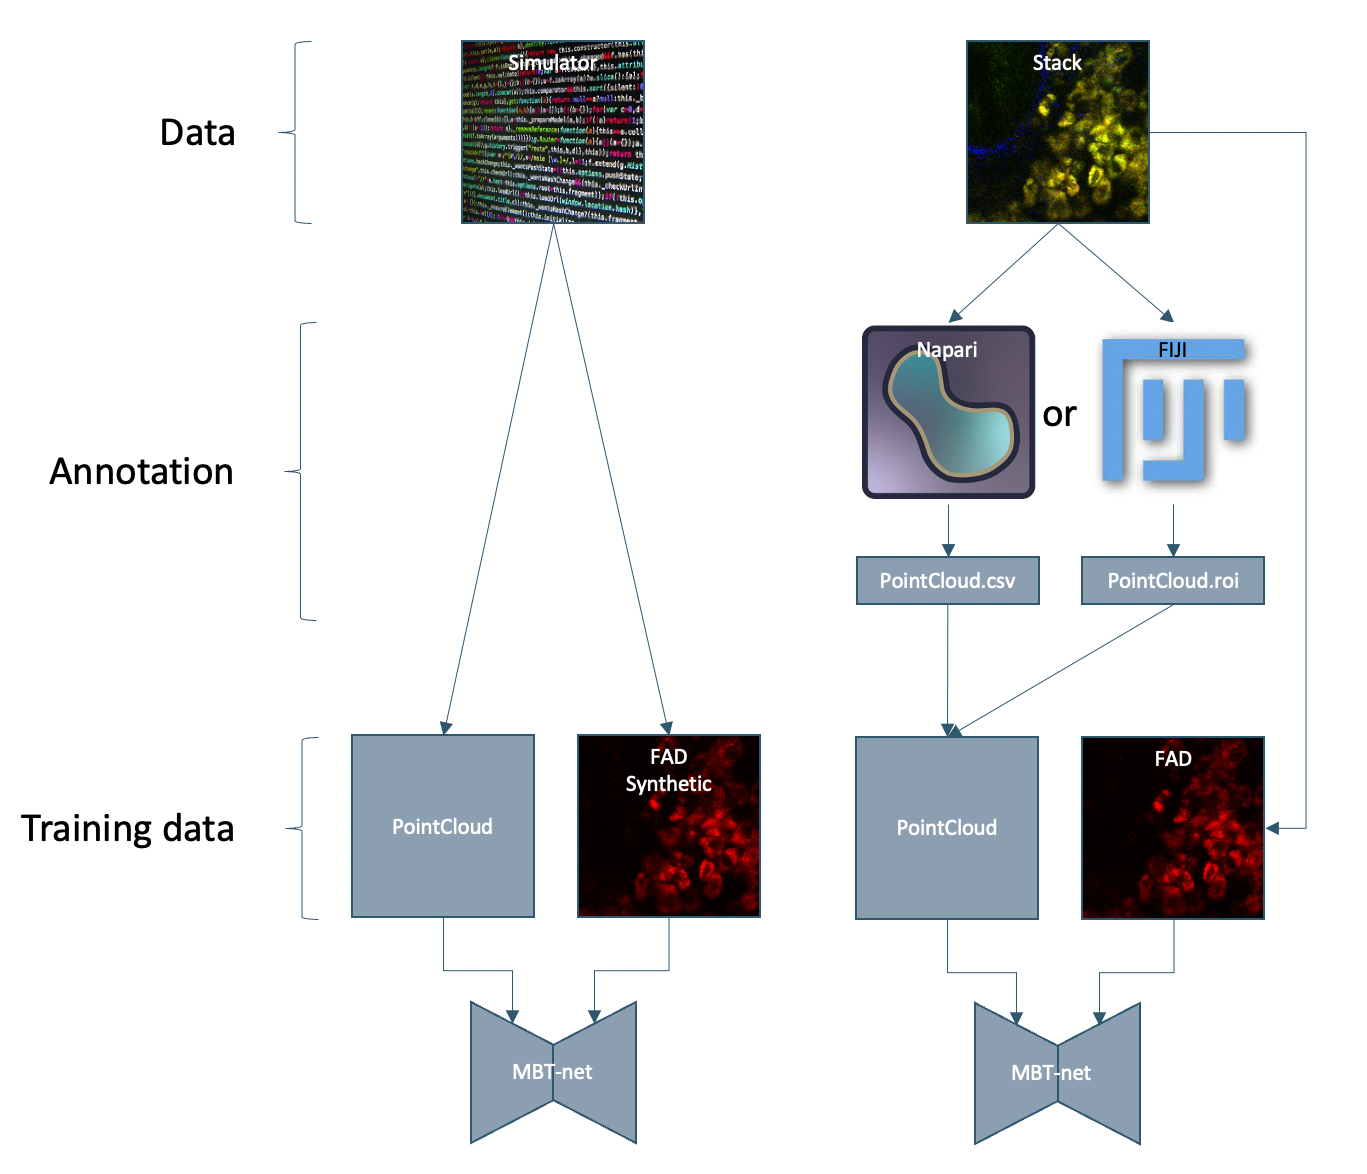 Data
Simulator
Stack
Annotation
Napari
or
FIJI
PointCloud.csv
PointCloud.roi
Training data
PointCloud
FAD
Synthetic
PointCloud
FAD
MBT-net
MBT-net